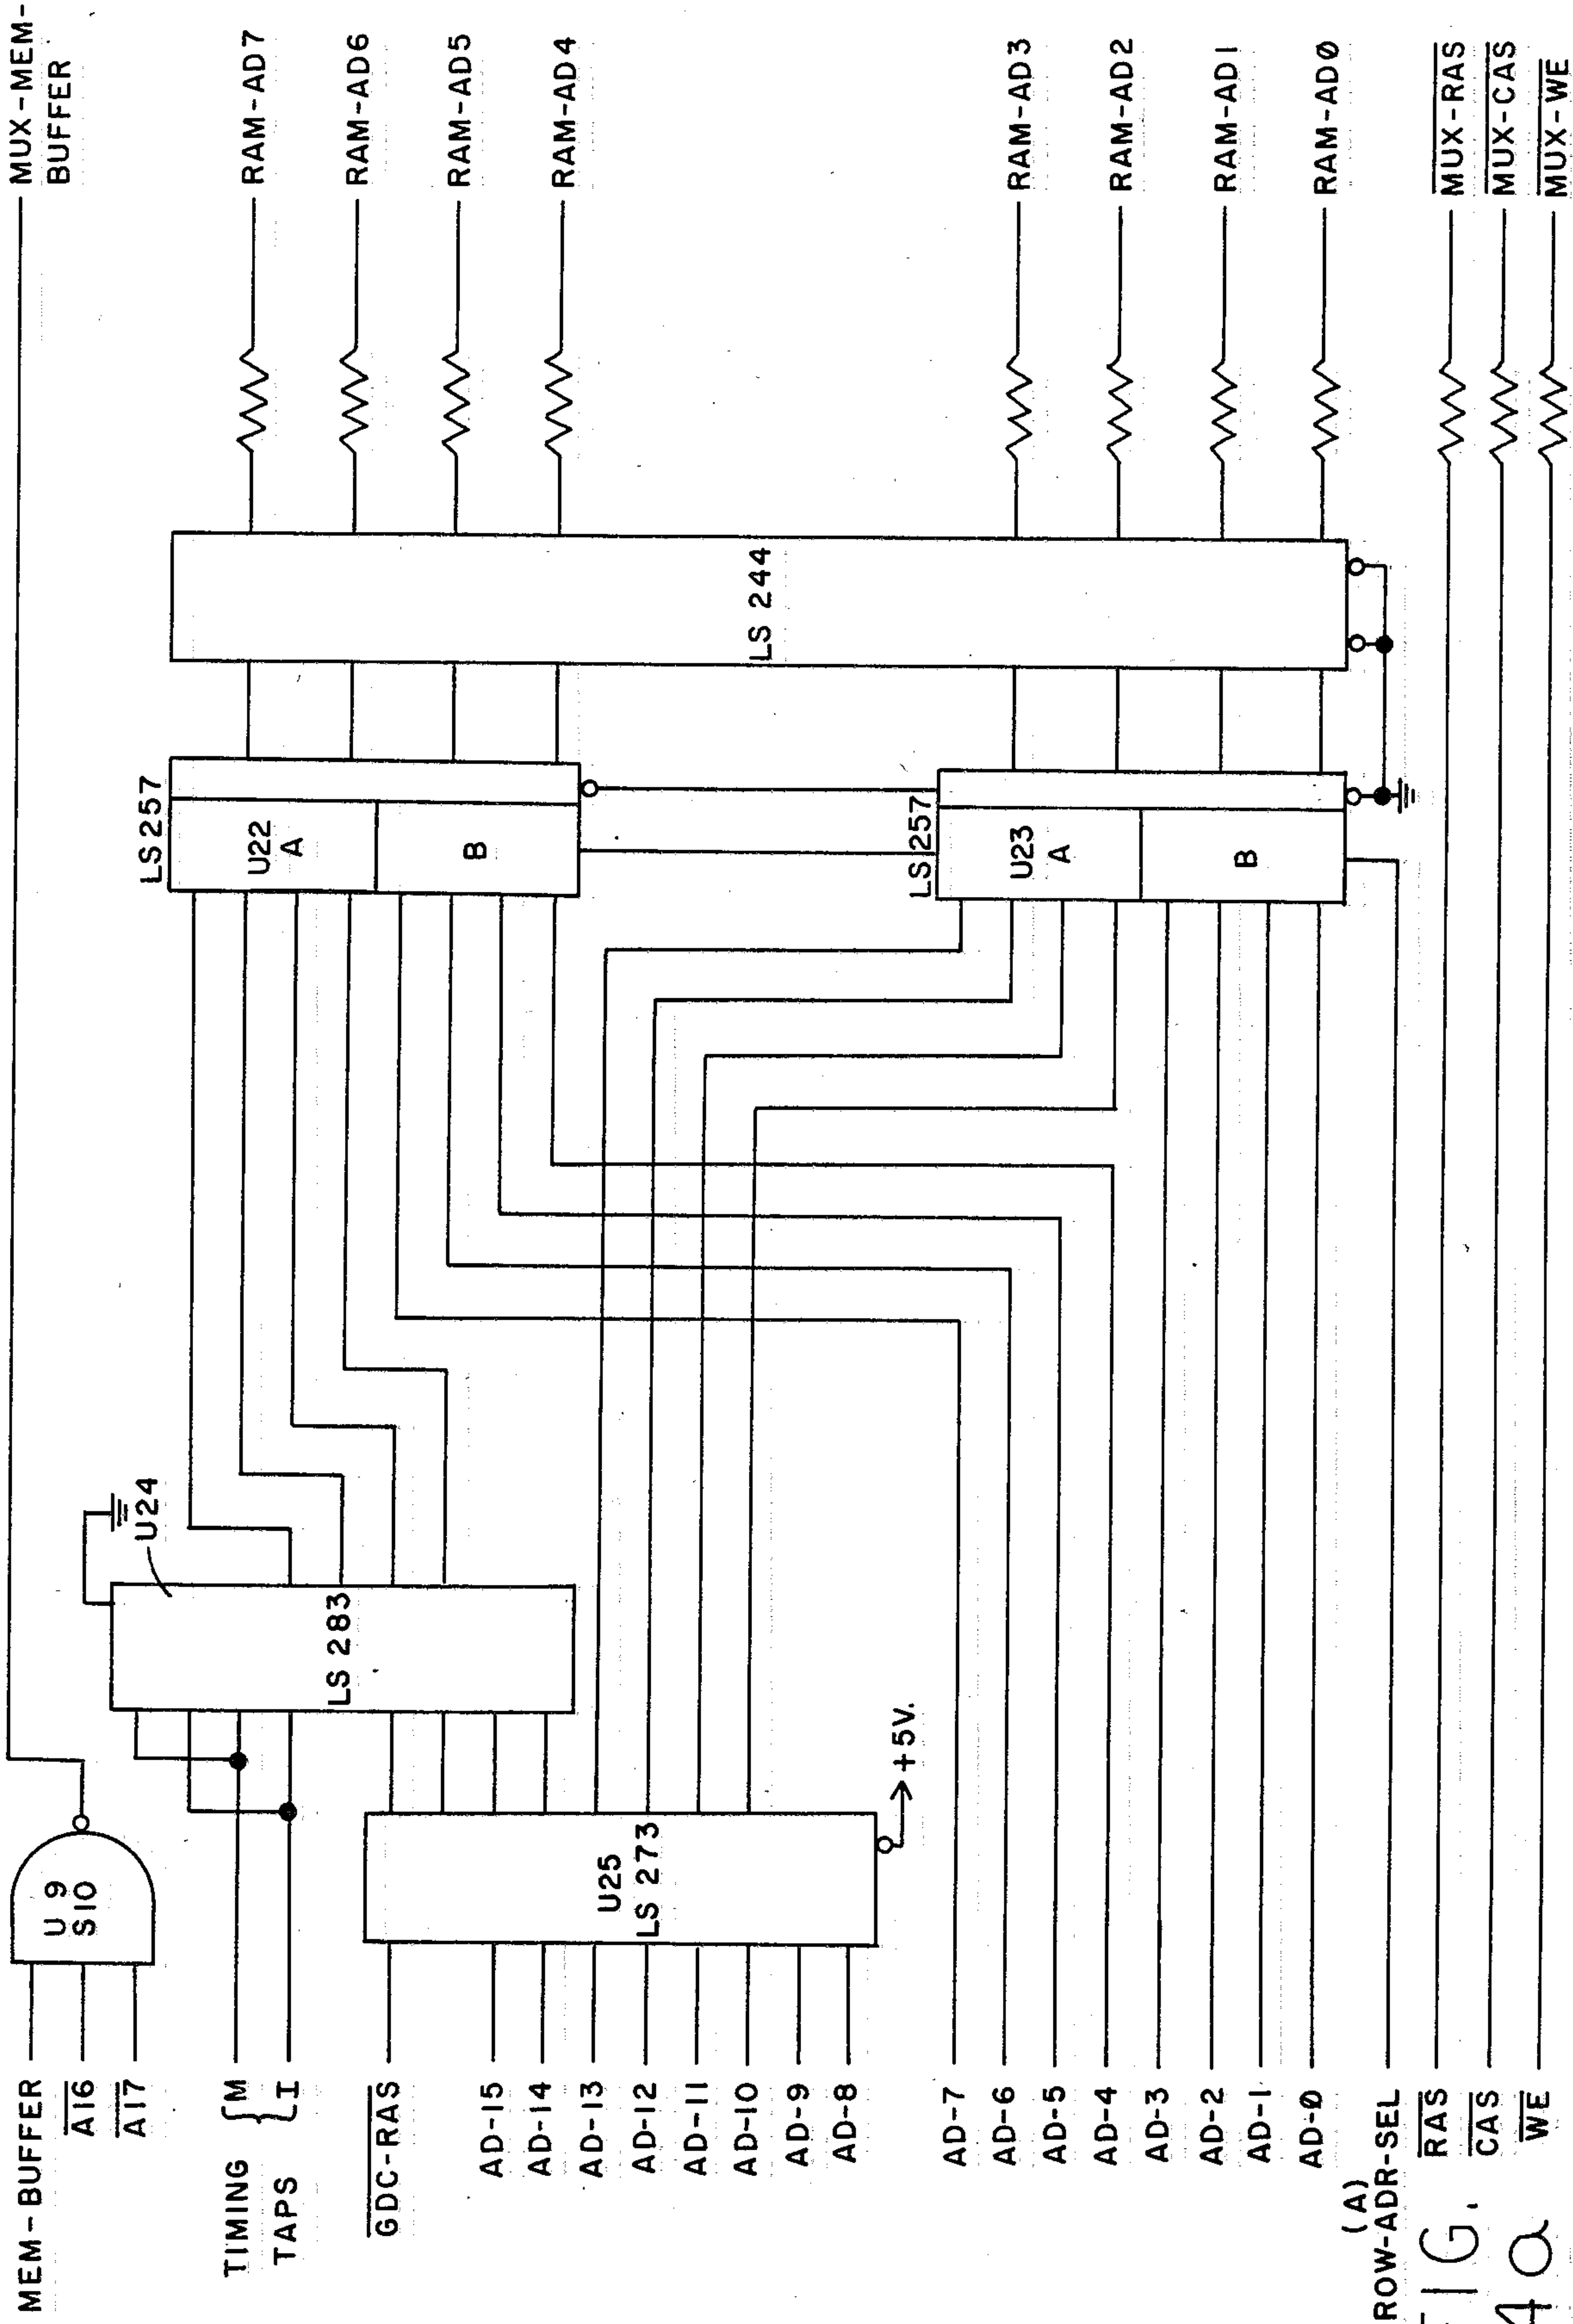 MUX-MEM-
BUFFER
RAM-AD7
RAM-AD6
RAM-AD5
RAM-AD4
RAM-AD3
RAM-AD2
RAM-AD1
RAM-AD0
MUX-RAS
MUX-CAS
MUX-WE
LS 244
LS257
U22
A
B
LS 257
U23
A
B
U24
LS 283
+5V.
U 9
S10
U25
LS 273
MEM-BUFFER
A16
A17
TIMING
TAPS
M
I
GDC-RAS
AD-15
AD-14
AD-13
AD-12
AD-11
AD-10
AD-9
AD-8
AD-7
AD-6
AD-5
AD-4
AD-3
AD-2
AD-1
AD-0
(A)
ROW-ADR-SEL
RAS
CAS
WE
FIG.
4a